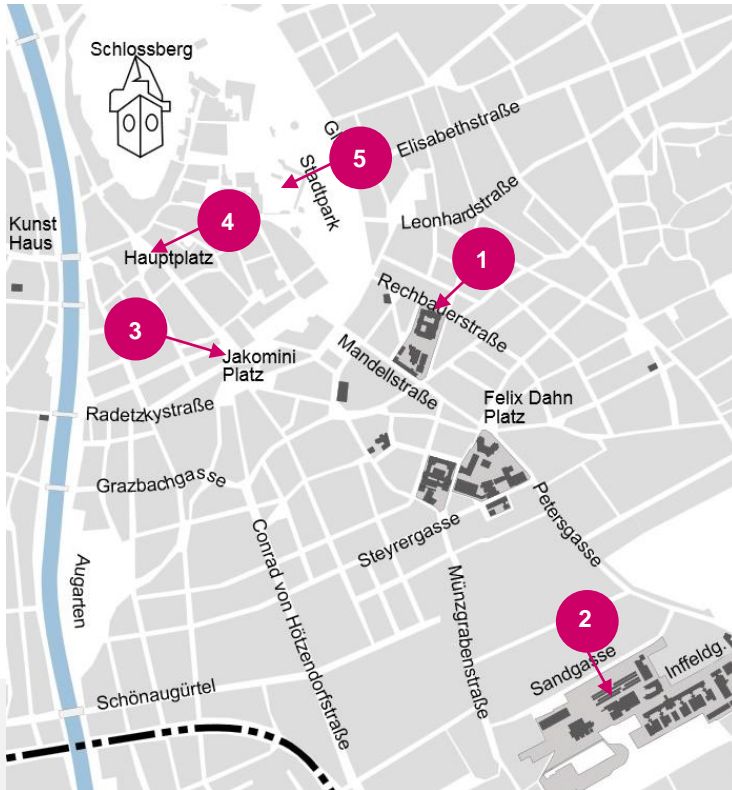 Schlossberg
5
Elisabethstraße
Stadtpark
4
Leonhardstraße
Kunst
Haus
Hauptplatz
1
Rechbauerstraße
3
Jakomini
Platz
Mandellstraße
Felix Dahn
Platz
Radetzkystraße
Grazbachgasse
Petersgasse
Steyrergasse
Conrad von Hötzendorfstraße
Augarten
Münzgrabenstraße
2
Sandgasse
Inffeldg.
Schönaugürtel